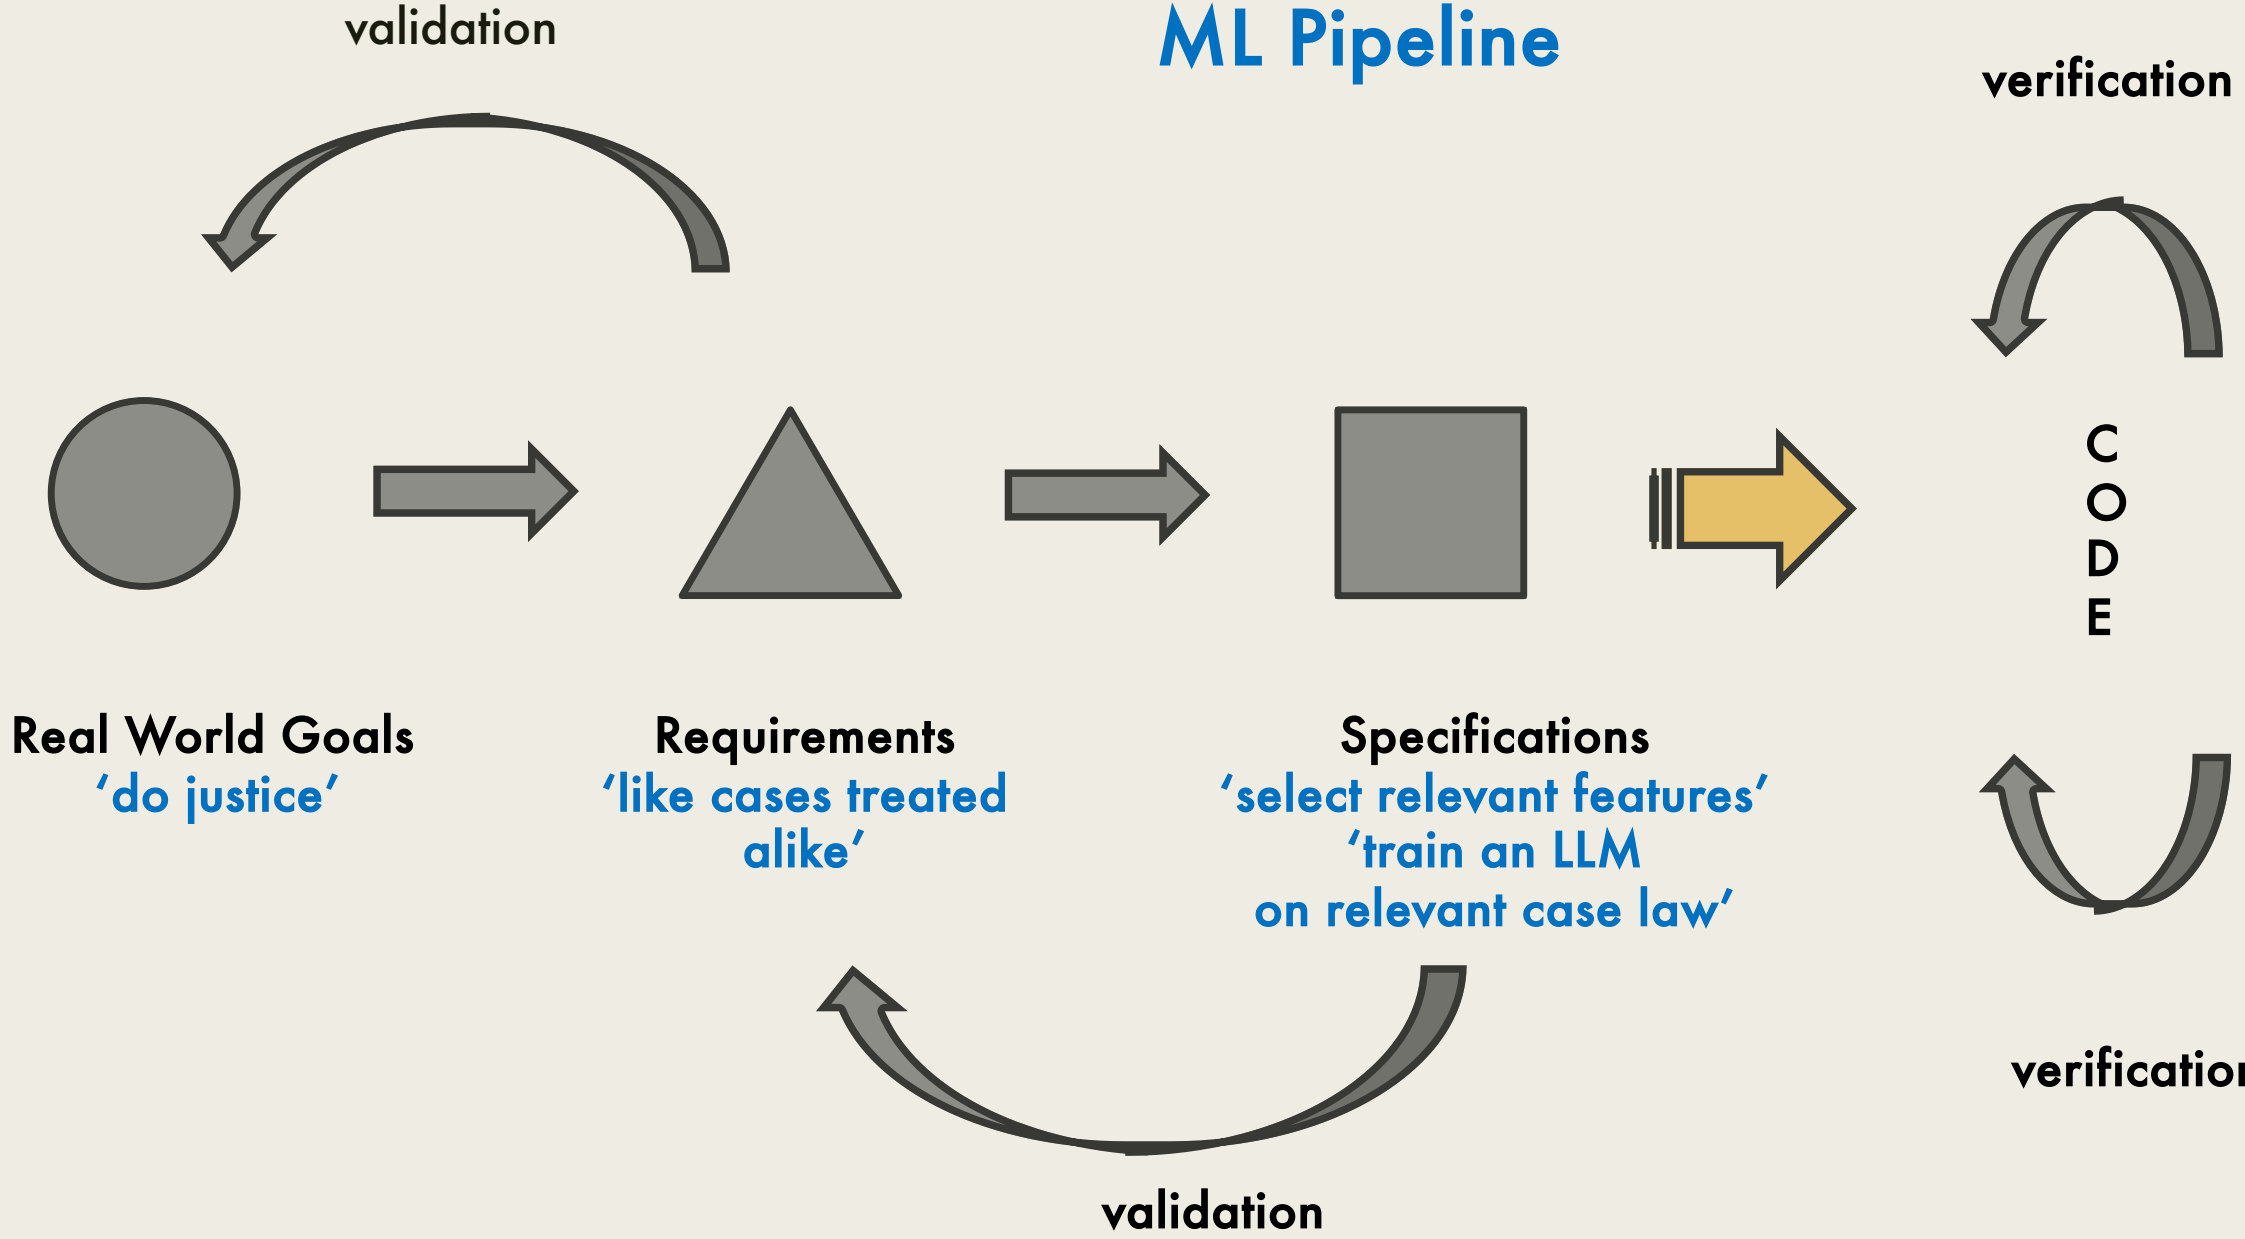 validation
ML Pipeline
verification
C
O
D
E
Real World Goals
‘do justice’
Requirements
‘like cases treated
alike’
Specifications
‘select relevant features’
‘train an LLM
on relevant case law’
verification
validation